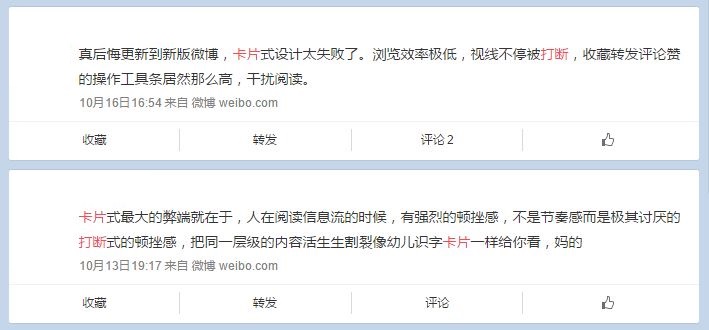 真后悔更新到新版微博，卡片式设计太失败了。浏览效率极低，视线不停被打断，收藏转发评论赞
的操作工具条居然那么高，干扰阅读。
10月16日16:54 来自 微博 weibo.com
收藏 转发 评论 2
卡片式最大的弊端就在于，人在阅读信息流的时候，有强烈的顿挫感，不是节奏感而是极其讨厌的
打断式的顿挫感，把同一层级的内容活生生割裂像幼儿识字卡片一样给你看，妈的
10月13日19:17 来自 微博 weibo.com
收藏 转发 评论